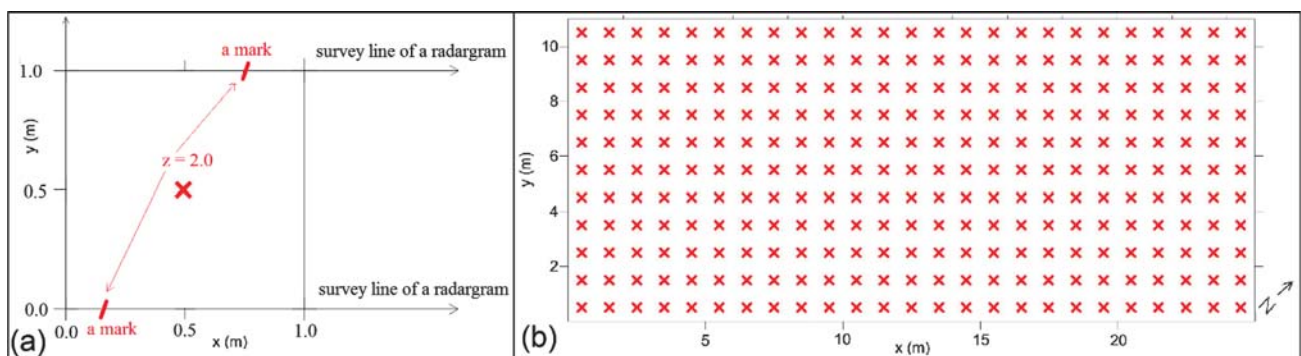 a mark
survey line of a radargram
1.0
y (m)
z = 2.0
0.5
survey line of a radargram
0.0
a mark
0.0
0.5
1.0
x (m)
(a)
(b)
10
8
6
y (m)
4
2
5
10
15
20
x (m)
N